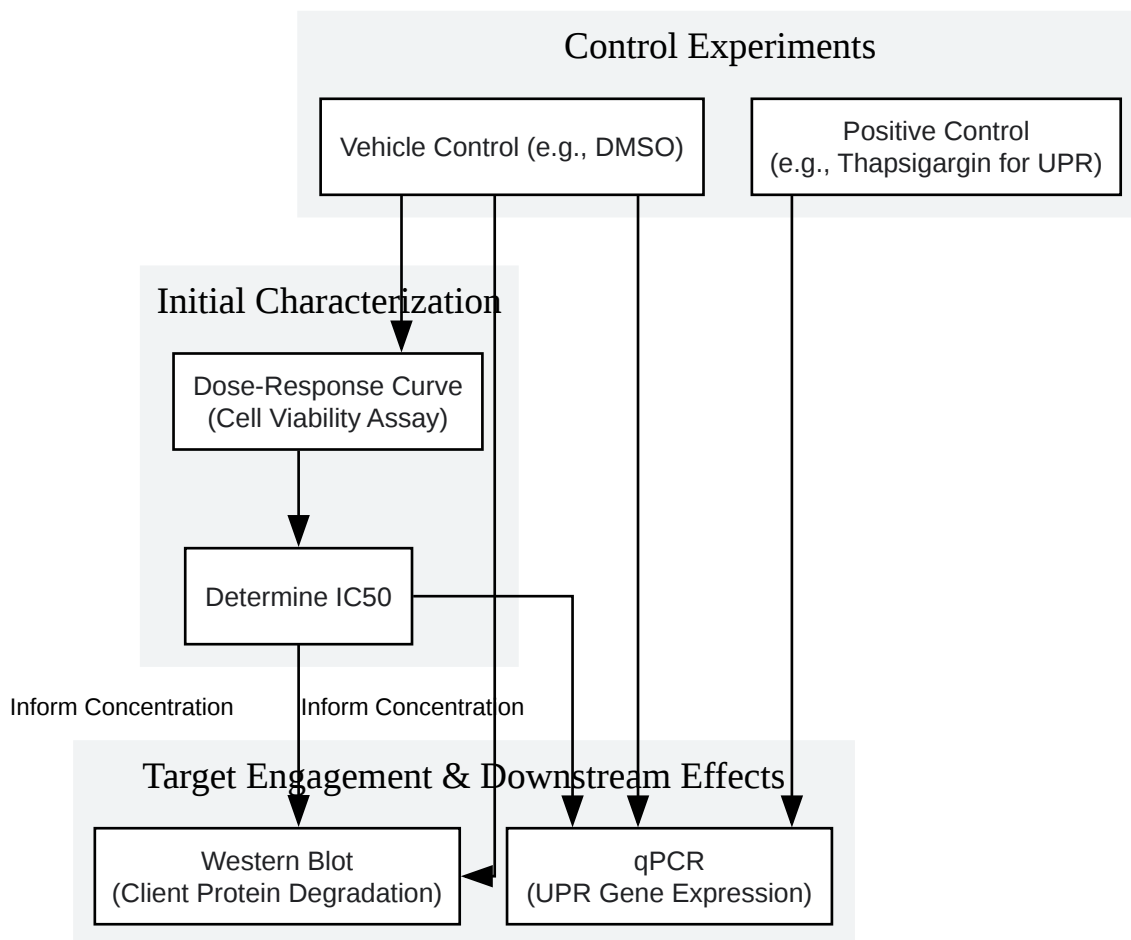 Control Experiments
Vehicle Control (e.g., DMSO)
Positive Control
(e.g., Thapsigargin for UPR)
Initial Characterization
Dose-Response Curve
(Cell Viability Assay)
Determine IC50
Inform Concentration
Inform Concentration
Target Engagement & Downstream Effects
Western Blot
(Client Protein Degradation)
qPCR
(UPR Gene Expression)